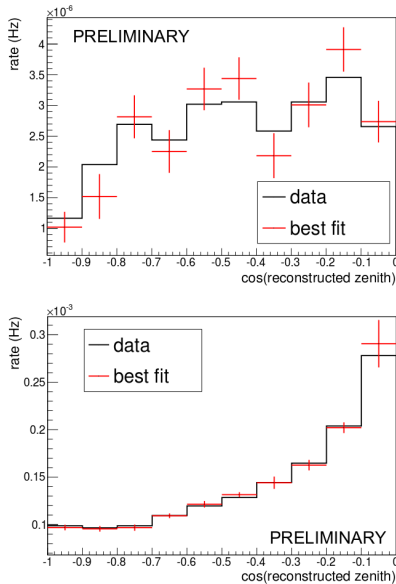 ×10⁻⁶
PRELIMINARY
rate (Hz)
4
3.5
3
2.5
2
1.5
1
data
best fit
-1 -0.9 -0.8 -0.7 -0.6 -0.5 -0.4 -0.3 -0.2 -0.1 0
cos(reconstructed zenith)
×10⁻³
rate (Hz)
0.3
0.25
0.2
0.15
0.1
data
best fit
PRELIMINARY
-1 -0.9 -0.8 -0.7 -0.6 -0.5 -0.4 -0.3 -0.2 -0.1 0
cos(reconstructed zenith)